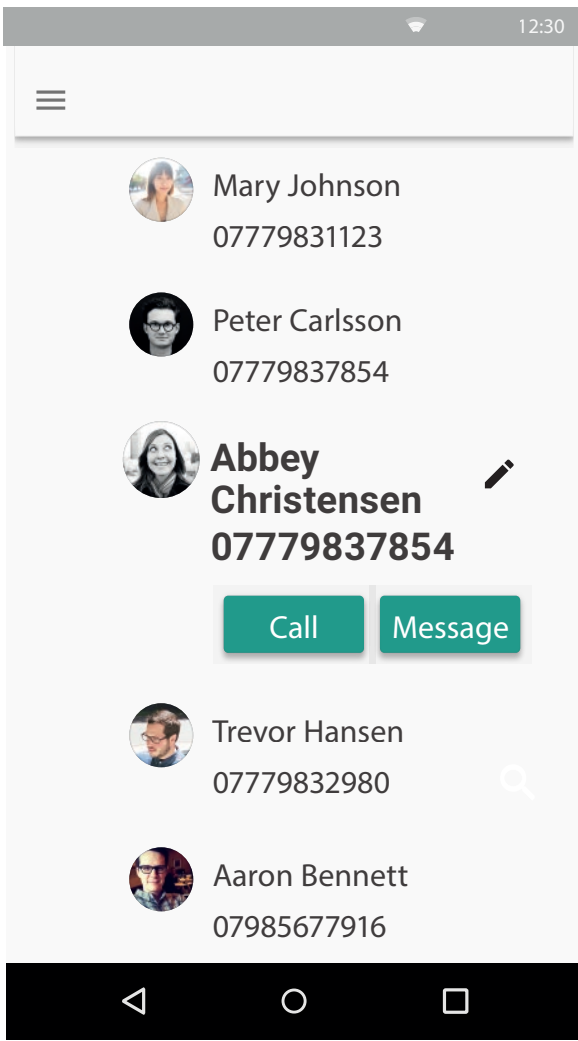 12:30
Mary Johnson
07779831123
Peter Carlsson
07779837854
Abbey
Christensen
07779837854
Call Message
Trevor Hansen
07779832980
Aaron Bennett
07985677916